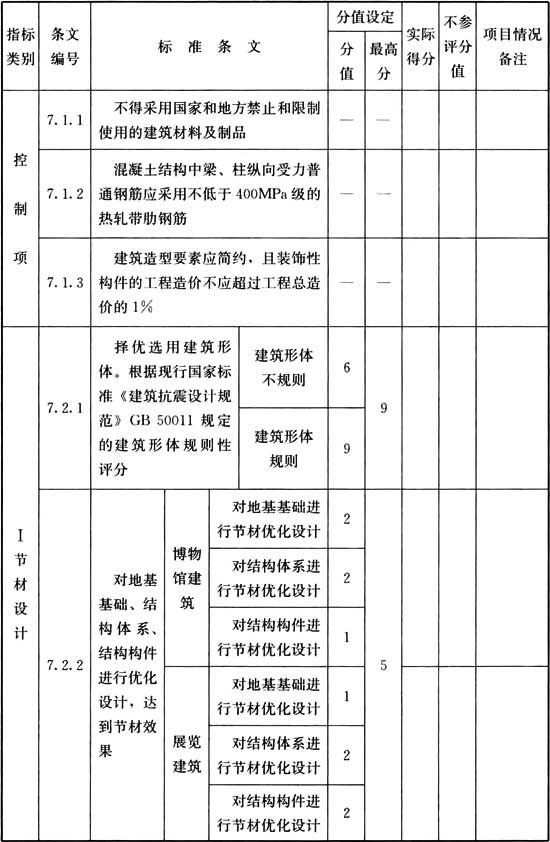 指标类别 条文编号 标 准 条 文 分值设定 实际得分 不参评分值 项目情况备注
分值 最高分
控制项
7.1.1 不得采用国家和地方禁止和限制 — —
使用的建筑材料及制品
7.1.2 混凝土结构中梁、柱纵向受力普 — —
通钢筋应采用不低于 400MPa 级的
热轧带肋钢筋
7.1.3 建筑造型要素应简约，且装饰性 — —
构件的工程造价不应超过工程总造
价的 1%
Ⅰ节材设计
7.2.1 择优选用建筑形
体。根据现行国家标
准《建筑抗震设计规
范》GB 50011 规定
的建筑形体规则性
评分
建筑形体
不规则
6
建筑形体
规则
9
9
7.2.2 对地基
基础、结
构体系、
结构构件
进行优化
设计，达
到节材效
果
博物
馆建
筑
对地基基础进
行节材优化设计
2
对结构体系进
行节材优化设计
2
对结构构件进
行节材优化设计
1
展览
建筑
对地基基础进
行节材优化设计
1
对结构体系进
行节材优化设计
2
对结构构件进
行节材优化设计
2
5